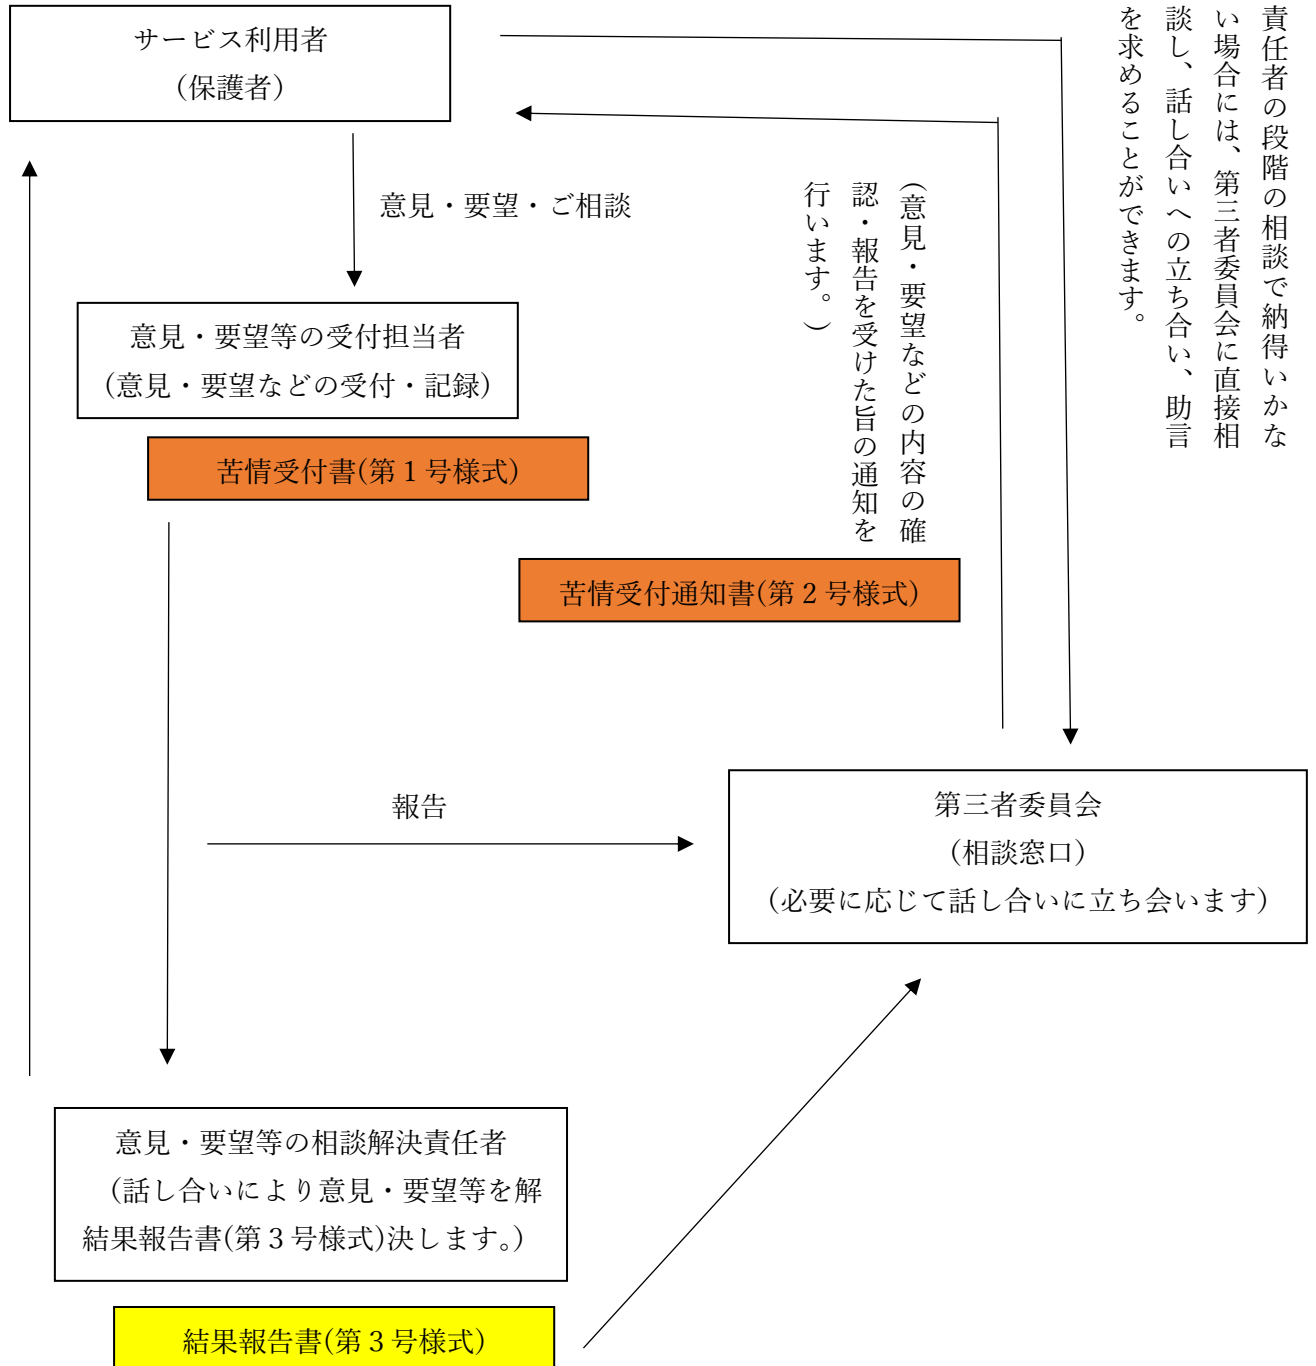 サービス利用者
（保護者）
責任者の段階の相談で納得いかな
い場合には、第三者委員会に直接相
談し、話し合いへの立ち合い、助言
を求めることができます。
意見・要望・ご相談
（意見・要望などの内容の確
認・報告を受けた旨の通知を
行います。）
意見・要望等の受付担当者
（意見・要望などの受付・記録）
苦情受付書(第１号様式)
苦情受付通知書(第２号様式)
報告
第三者委員会
（相談窓口）
（必要に応じて話し合いに立ち会います）
意見・要望等の相談解決責任者
（話し合いにより意見・要望等を解
結果報告書(第３号様式)決します。）
結果報告書(第３号様式)